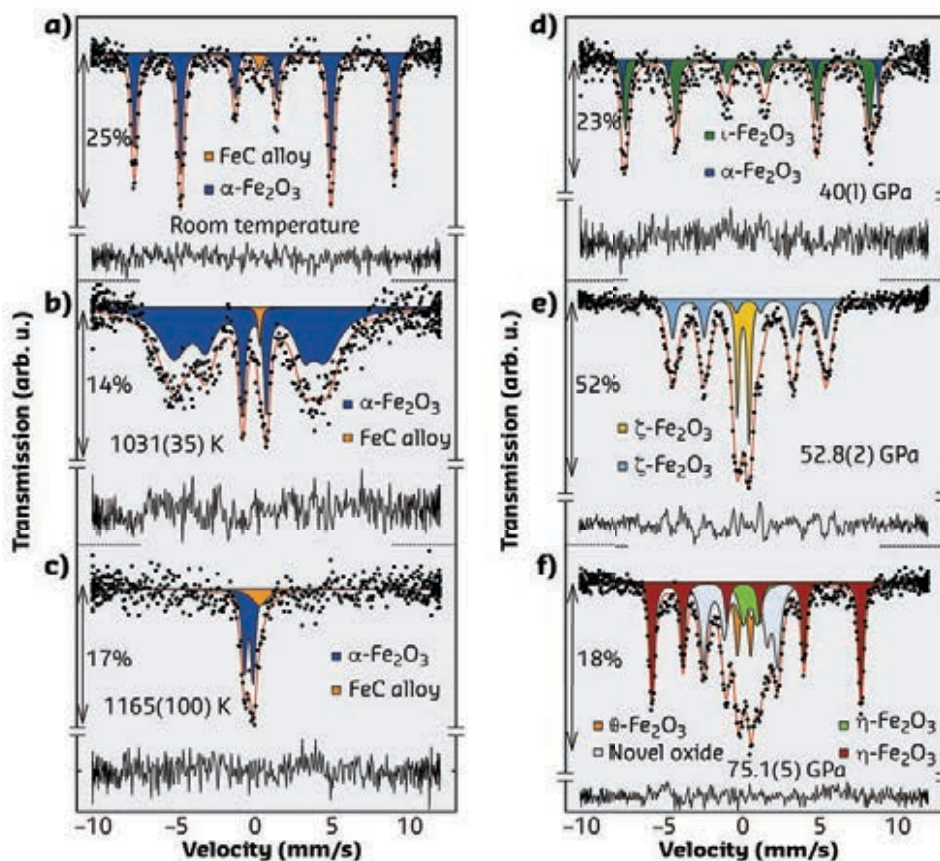 a)
25%
FeC alloy
α-Fe2O3
Room temperature
b)
14%
α-Fe2O3
FeC alloy
1031(35) K
c)
17%
α-Fe2O3
FeC alloy
1165(100) K
Transmission (arb. u.)
−10 −5 0 5 10
Velocity (mm/s)
d)
23%
ι-Fe2O3
α-Fe2O3
40(1) GPa
e)
52%
ζ-Fe2O3
ζ-Fe2O3
52.8(2) GPa
f)
18%
θ-Fe2O3
Novel oxide
η-Fe2O3
η-Fe2O3
75.1(5) GPa
Transmission (arb. u.)
−10 −5 0 5 10
Velocity (mm/s)